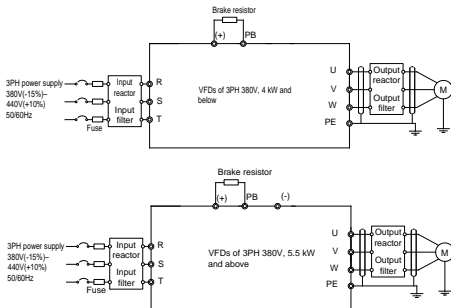 Brake resistor
(+) PB
3PH power supply
380V(-15%)–
440V(+10%)
50/60Hz
Fuse
Input
reactor
Input
filter
R
S
T
VFDs of 3PH 380V, 4 kW and
below
U
V
W
PE
Output
reactor
Output
filter
M
Brake resistor
(+) PB (-)
3PH power supply
380V(-15%)–
440V(+10%)
50/60Hz
Fuse
Input
reactor
Input
filter
R
S
T
VFDs of 3PH 380V, 5.5 kW
and above
U
V
W
PE
Output
reactor
Output
filter
M